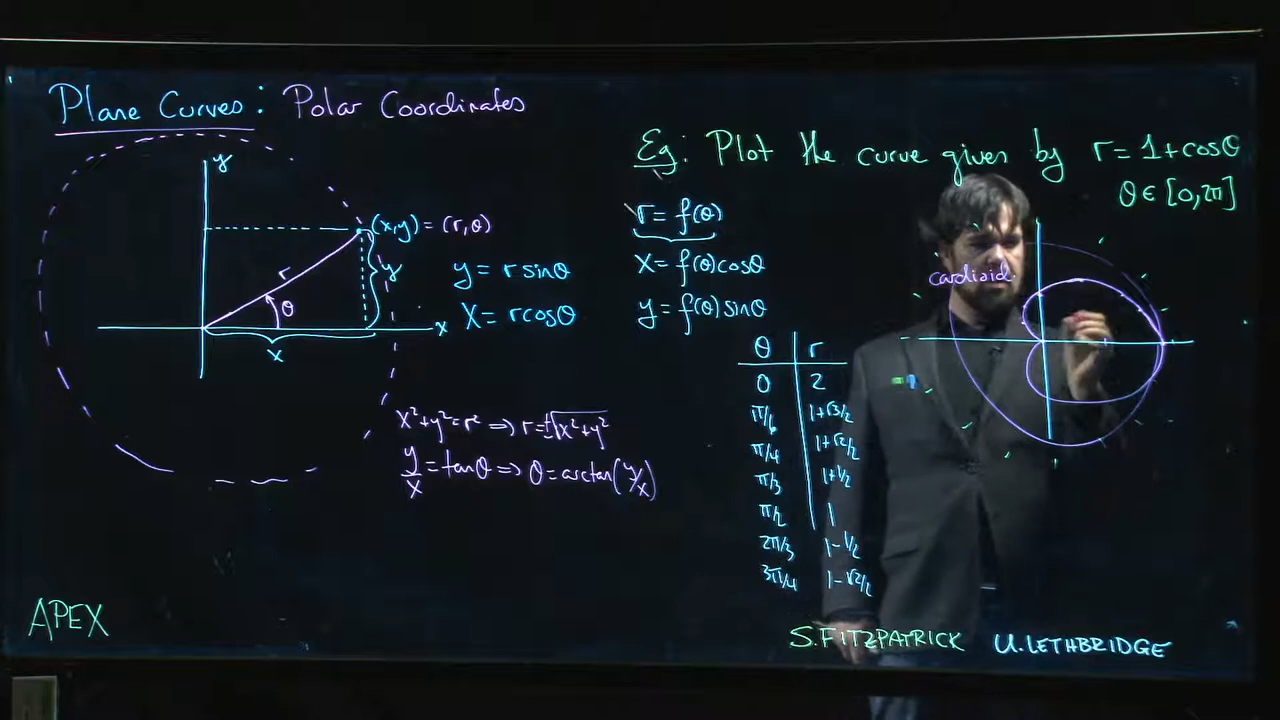 Plane Curves: Polar Coordinates
y
(x,y) = (r,θ)
r
y
θ
x
x
y = r sinθ
x = r cosθ
x²+y²=r² ⇒ r=±√x²+y²
y/x = tanθ ⇒ θ = arctan(y/x)
APEX
Eg: Plot the curve given by r = 1+cosθ
θ ∈ [0,2π]
r = f(θ)
x = f(θ)cosθ
y = f(θ)sinθ
cardioid
θ r
0 2
π/6 1+√3/2
π/4 1+√2/2
π/3 1+1/2
π/2 1
2π/3 1-1/2
3π/4 1-√2/2
S.FITZPATRICK U.LETHBRIDGE